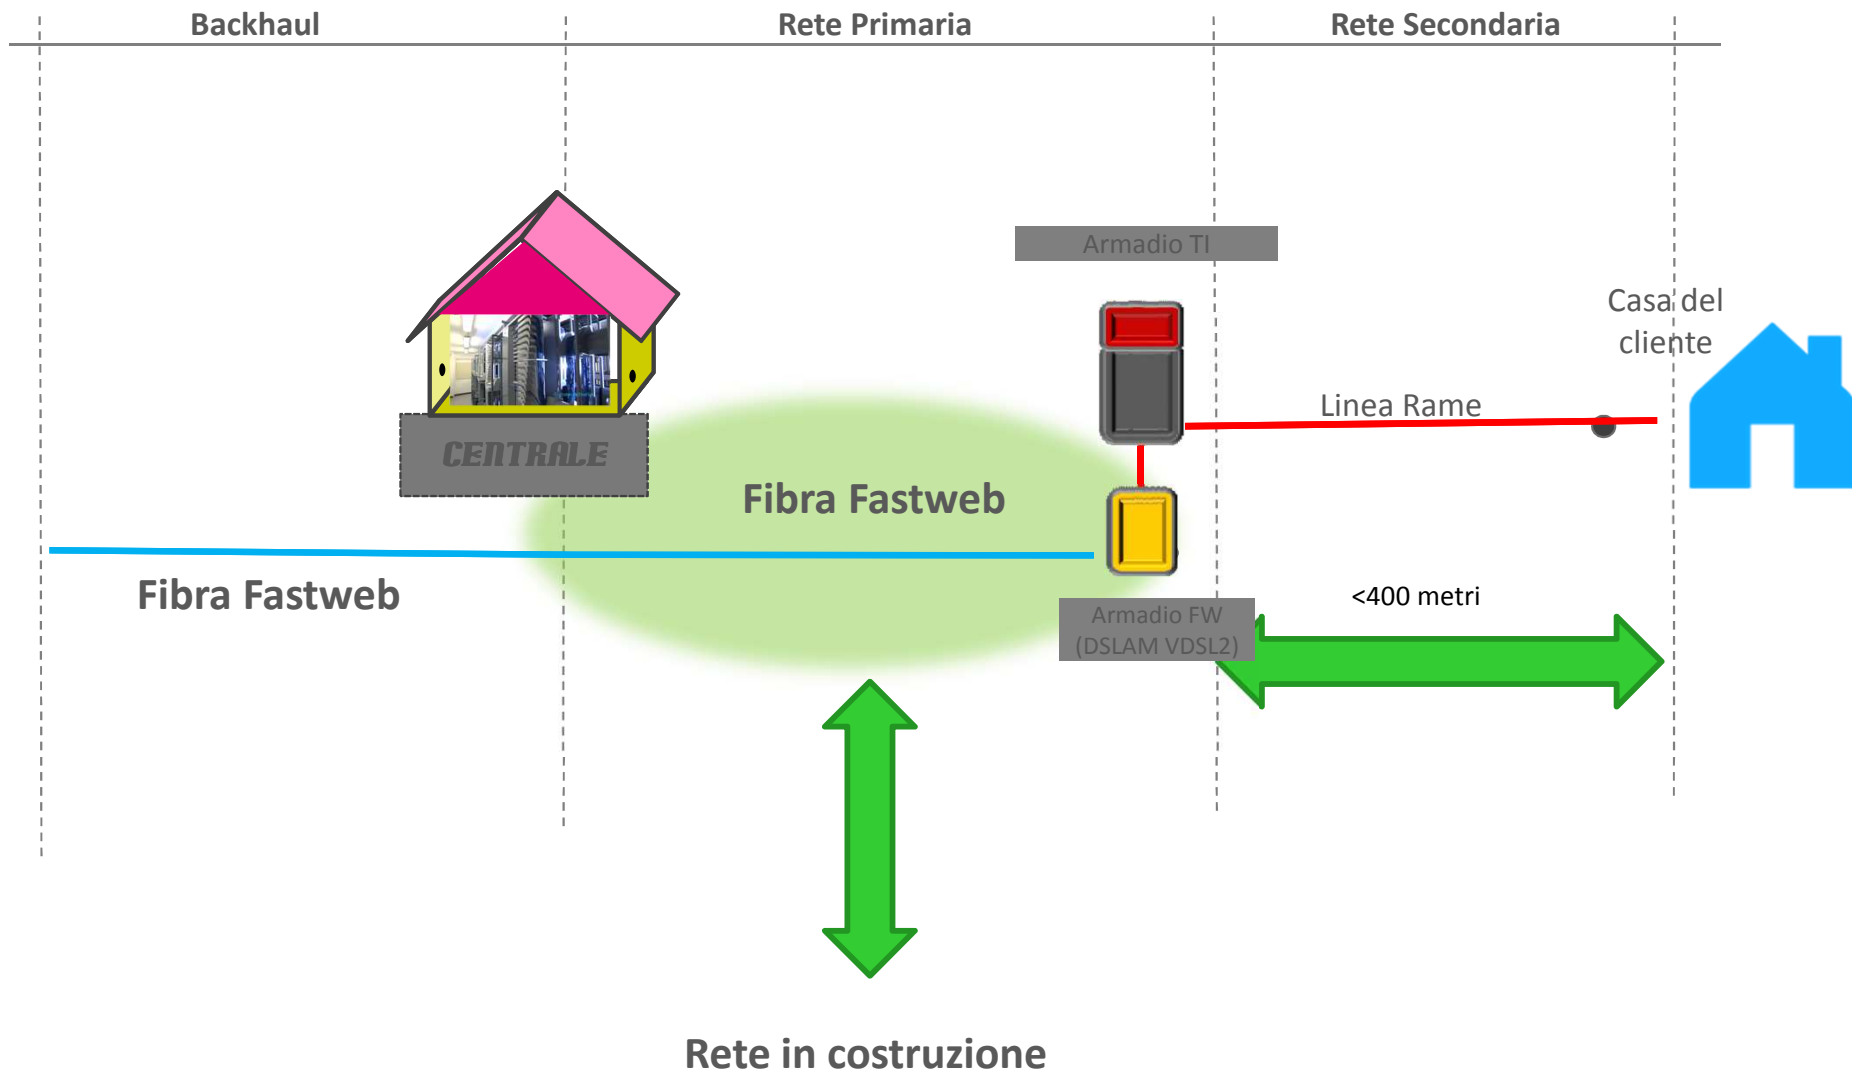 Backhaul
Rete Primaria
Rete Secondaria
Armadio TI
Casa del
cliente
Linea Rame
CENTRALE
Fibra Fastweb
Fibra Fastweb
<400 metri
Armadio FW
(DSLAM VDSL2)
Rete in costruzione